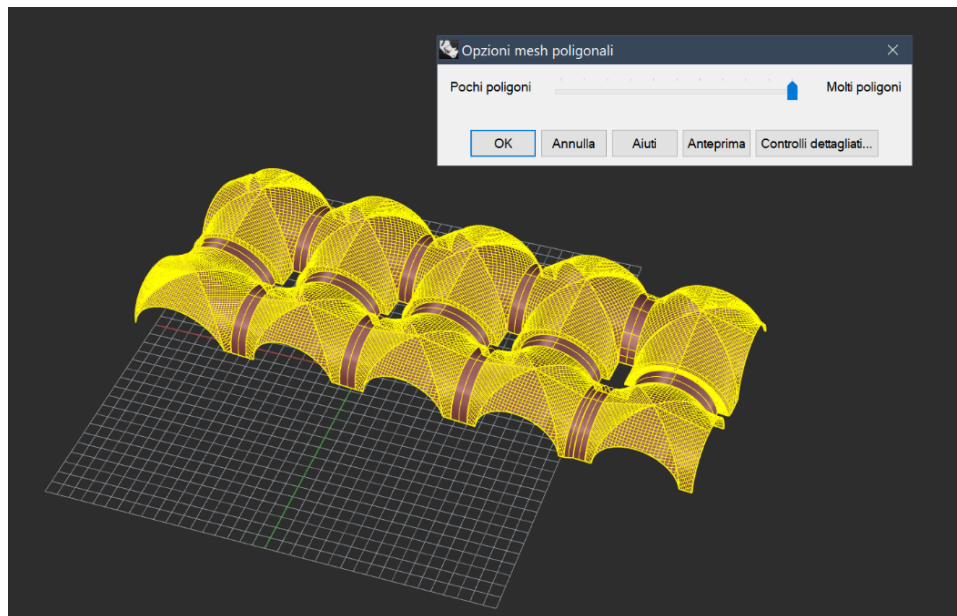 Opzioni mesh poligonali
Pochi poligoni
Molti poligoni
OK
Annulla
Aiuti
Anteprima
Controlli dettagliati...